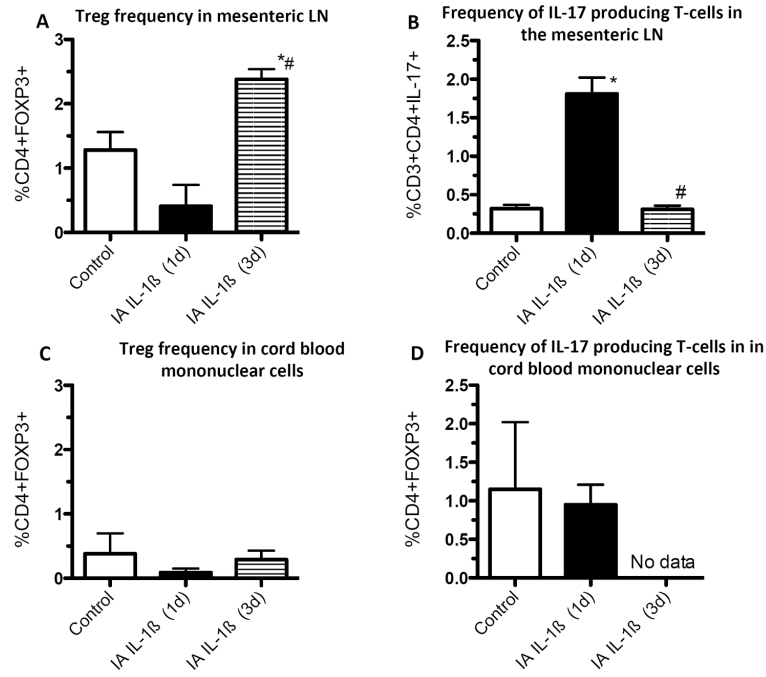 A
Treg frequency in mesenteric LN
%CD4+FOXP3+
3
2
1
0
*#
Control
IA IL-1ß (1d)
IA IL-1ß (3d)
B
Frequency of IL-17 producing T-cells in
the mesenteric LN
%CD3+CD4+IL-17+
2.5
2.0
1.5
1.0
0.5
0.0
*
#
Control
IA IL-1ß (1d)
IA IL-1ß (3d)
C
Treg frequency in cord blood
mononuclear cells
%CD4+FOXP3+
3
2
1
0
Control
IA IL-1ß (1d)
IA IL-1ß (3d)
D
Frequency of IL-17 producing T-cells in in
cord blood mononuclear cells
%CD4+FOXP3+
2.5
2.0
1.5
1.0
0.5
0.0
No data
Control
IA IL-1ß (1d)
IA IL-1ß (3d)